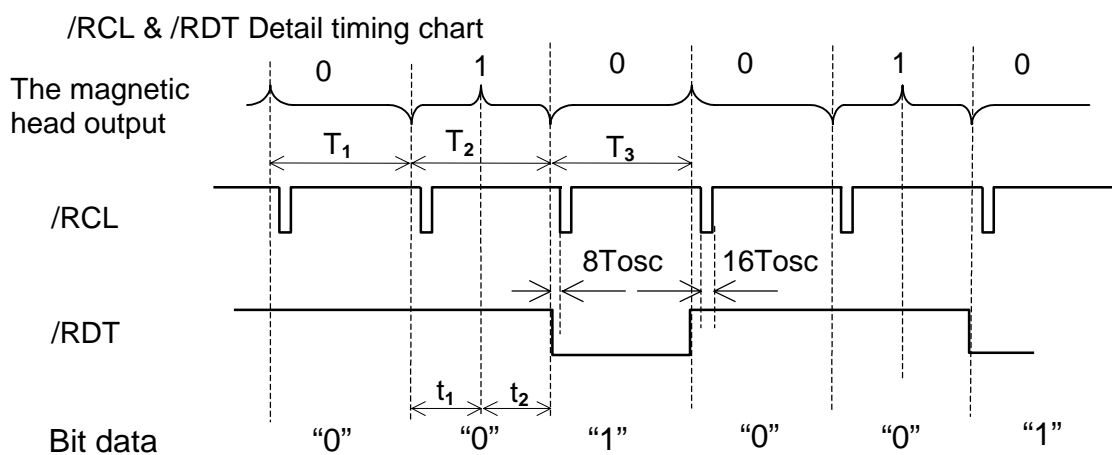 /RCL & /RDT Detail timing chart
0 1 0 0 1 0
The magnetic
head output
T1 T2 T3
/RCL
8Tosc 16Tosc
/RDT
t1 t2
Bit data “0” “0” “1” “0” “0” “1”